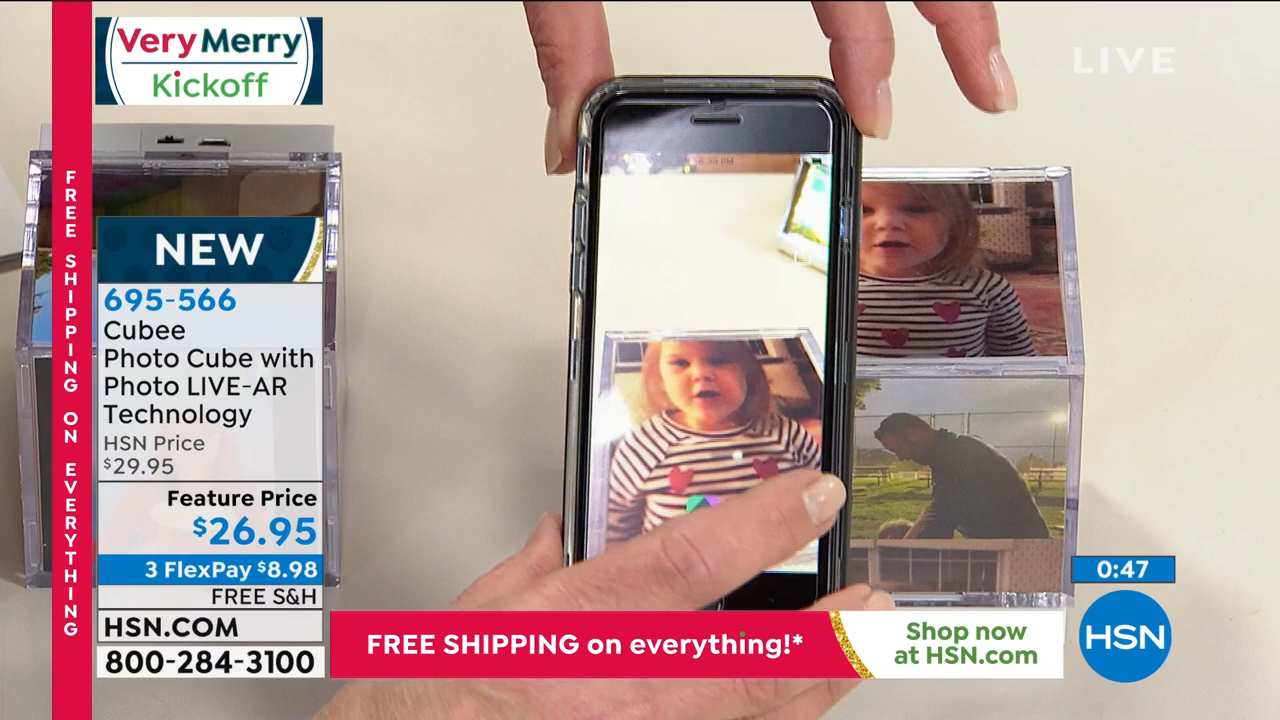 Very Merry
Kickoff
LIVE
FREE SHIPPING ON EVERYTHING
NEW
695-566
Cubee
Photo Cube with
Photo LIVE-AR
Technology
HSN Price
$29.95
Feature Price
$26.95
3 FlexPay $8.98
FREE S&H
HSN.COM
800-284-3100
0:47
FREE SHIPPING on everything!*
Shop now
at HSN.com
HSN